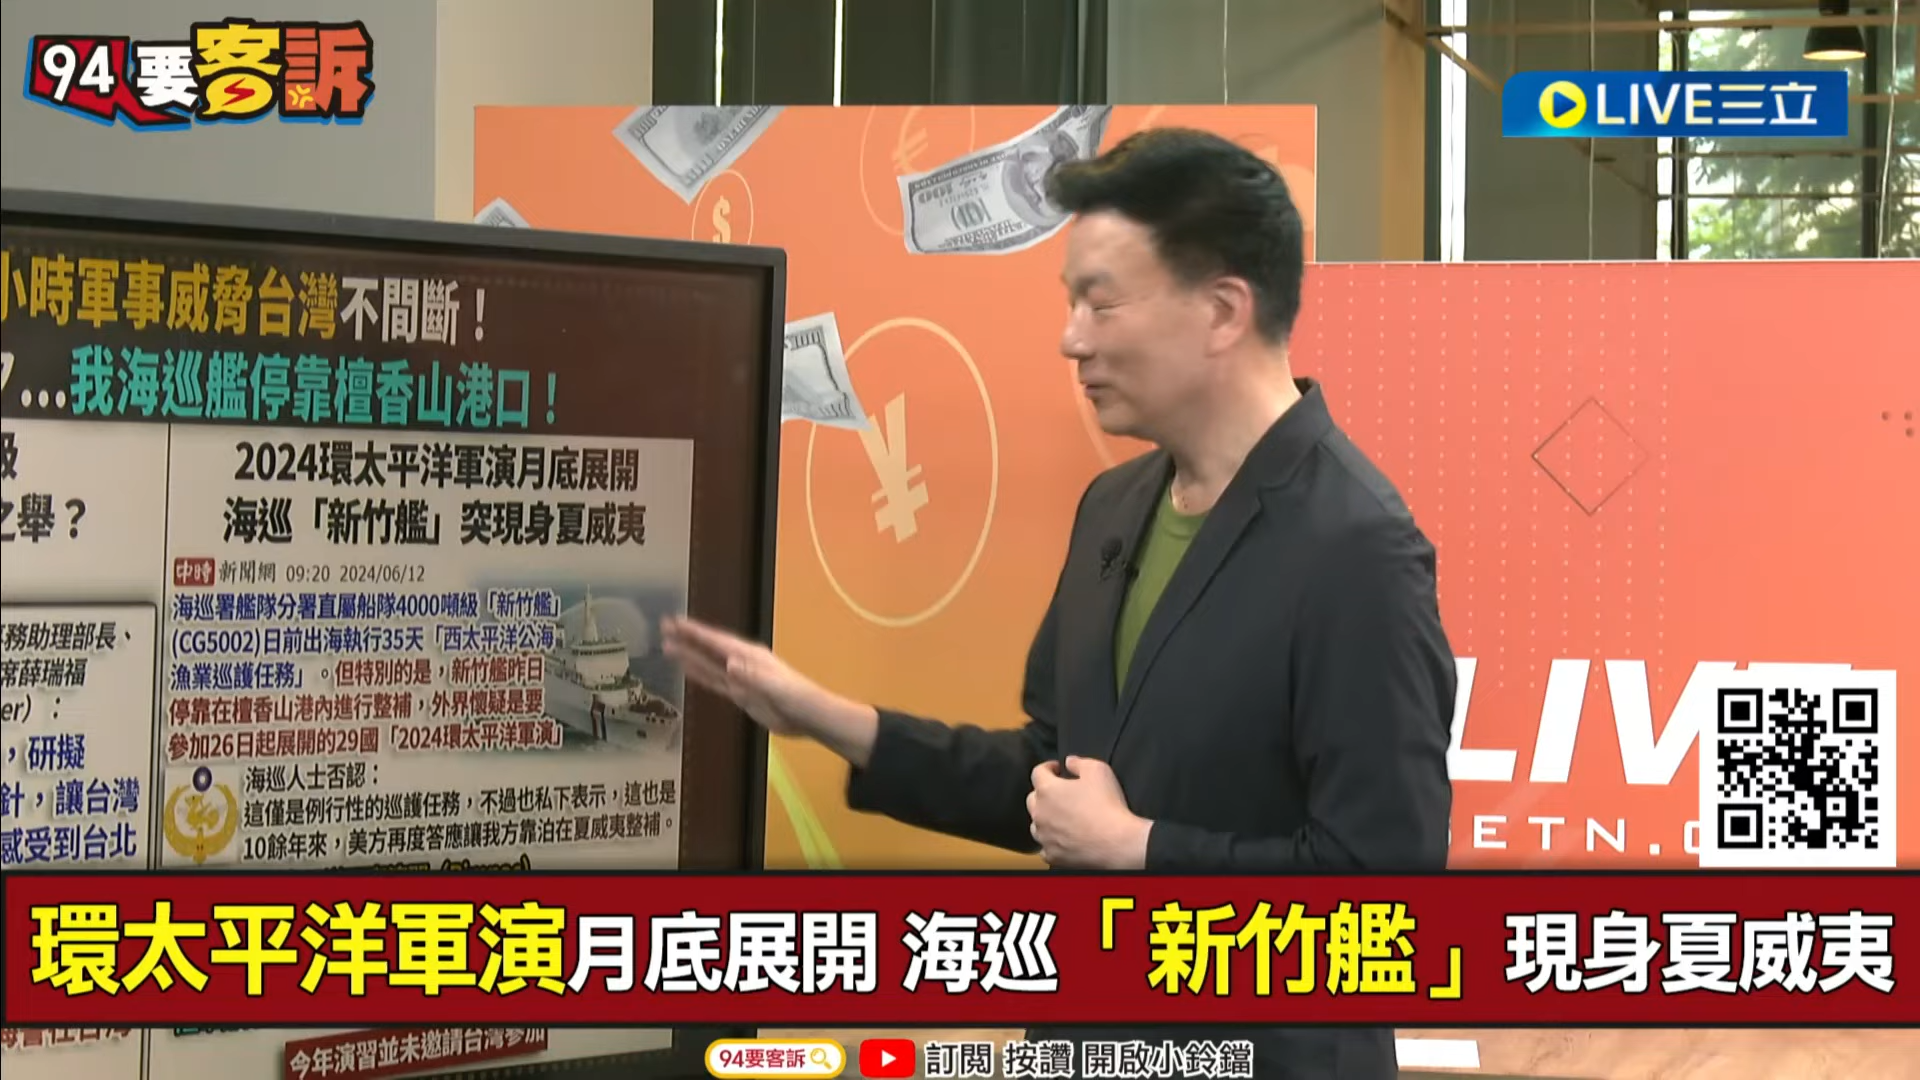 94要客訴
LIVE三立
小時軍事威脅台灣不間斷！
...我海巡艦停靠檀香山港口！
級
之舉？
2024環太平洋軍演月底展開
海巡「新竹艦」突現身夏威夷
中時 新聞網 09:20 2024/06/12
海巡署艦隊分署直屬船隊4000噸級「新竹艦」
(CG5002)日前出海執行35天「西太平洋公海
漁業巡護任務」。但特別的是，新竹艦昨日
停靠在檀香山港內進行整補，外界懷疑是要
參加26日起展開的29國「2024環太平洋軍演」
海巡人士否認：
這僅是例行性的巡護任務，不過也私下表示，這也是
10餘年來，美方再度答應讓我方靠泊在夏威夷整補。
務助理部長、
席薛瑞福
er)：
，研擬
針，讓台灣
感受到台北
LIVE
SETN.
環太平洋軍演月底展開 海巡「新竹艦」現身夏威夷
今年演習並未邀請台灣參加
94要客訴 訂閱 按讚 開啟小鈴鐺